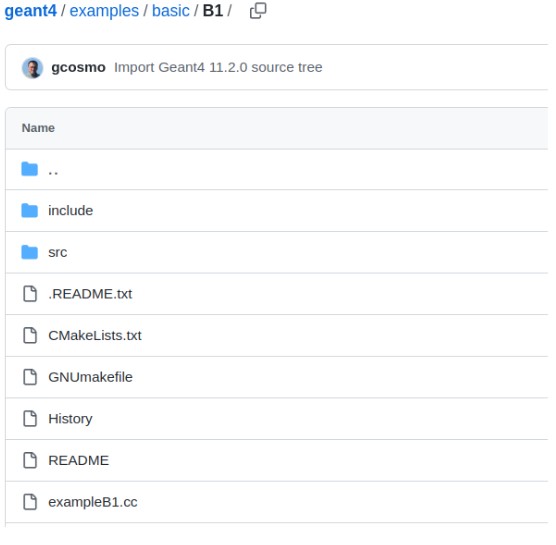 geant4 / examples / basic / B1 /
gcosmo Import Geant4 11.2.0 source tree
Name
..
include
src
.README.txt
CMakeLists.txt
GNUmakefile
History
README
exampleB1.cc